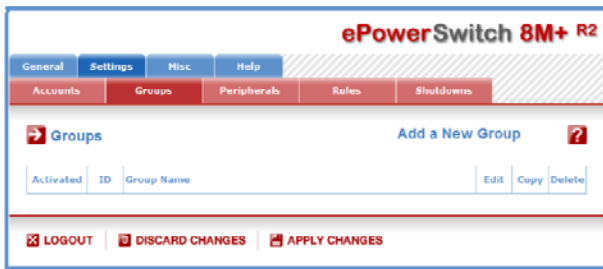 ePowerSwitch 8M+ R2
General Settings Misc Help
Accounts Groups Peripherals Rules Shutdowns
Groups Add a New Group ?
Activated ID Group Name Edit Copy Delete
LOGOUT DISCARD CHANGES APPLY CHANGES